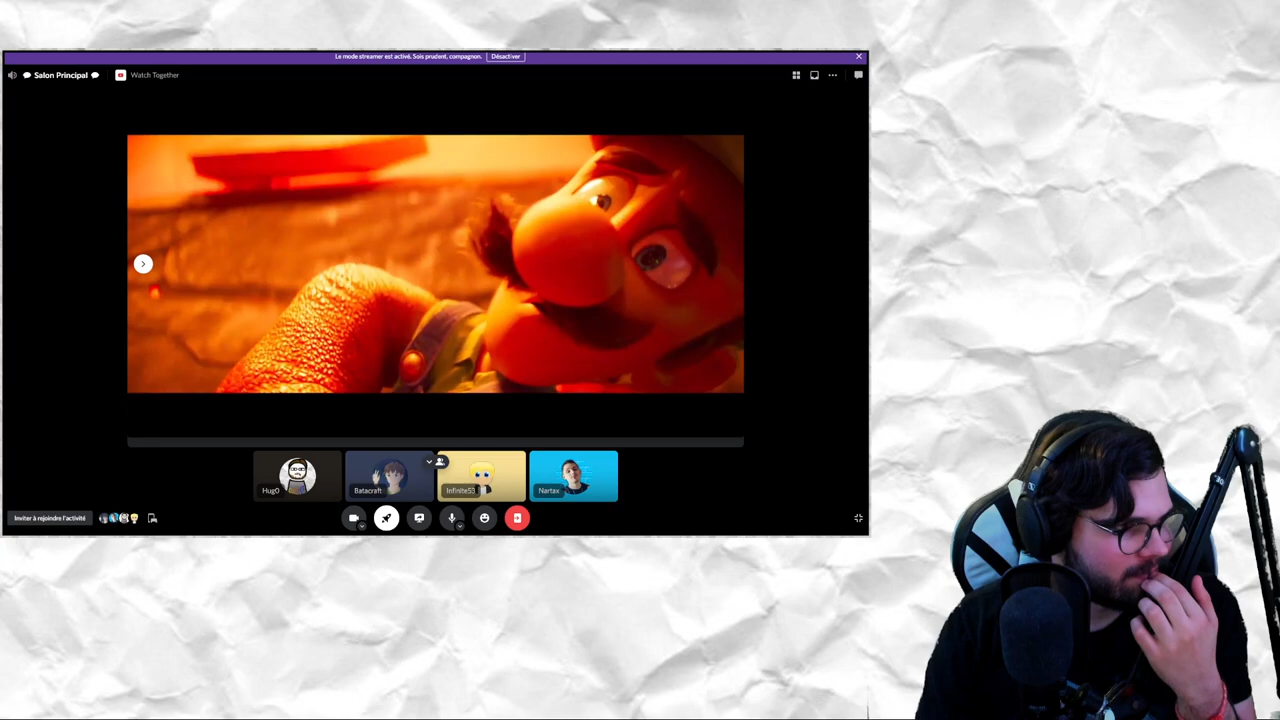 Le mode streamer est activé. Sois prudent, compagnon. Désactiver
Salon Principal Watch Together
Hug0 Batacraft Infinite53 Nartax
Inviter à rejoindre l'activité